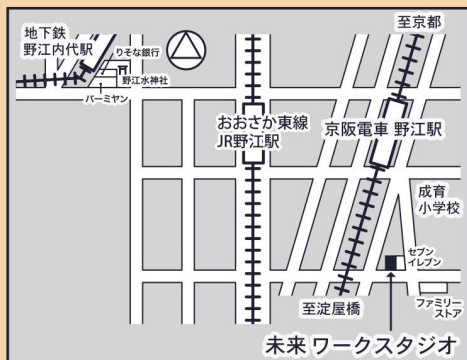 地下鉄
野江内代駅
りそな銀行
野江水神社
バーミヤン
至京都
おおさか東線
JR野江駅
京阪電車 野江駅
成育
小学校
セブン
イレブン
ファミリー
ストア
至淀屋橋
未来ワークスタジオ